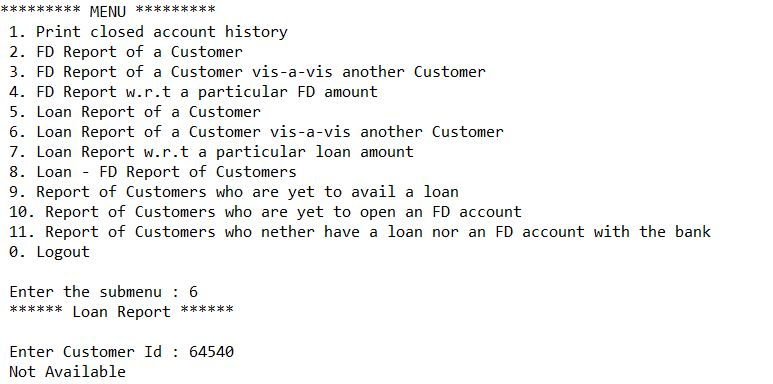 ********* MENU *********
1. Print closed account history
2. FD Report of a Customer
3. FD Report of a Customer vis-a-vis another Customer
4. FD Report w.r.t a particular FD amount
5. Loan Report of a Customer
6. Loan Report of a Customer vis-a-vis another Customer
7. Loan Report w.r.t a particular loan amount
8. Loan - FD Report of Customers
9. Report of Customers who are yet to avail a loan
10. Report of Customers who are yet to open an FD account
11. Report of Customers who nether have a loan nor an FD account with the bank
0. Logout
Enter the submenu : 6
****** Loan Report ******
Enter Customer Id : 64540
Not Available